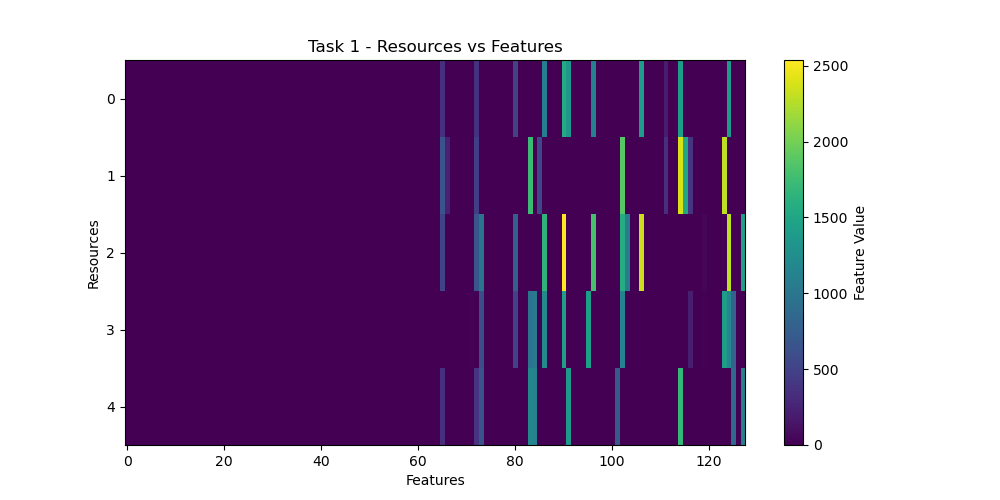 Task 1 - Resources vs Features
Resources
0
1
2
3
4
0 20 40 60 80 100 120
Features
2500
2000
1500
1000
500
0
Feature Value